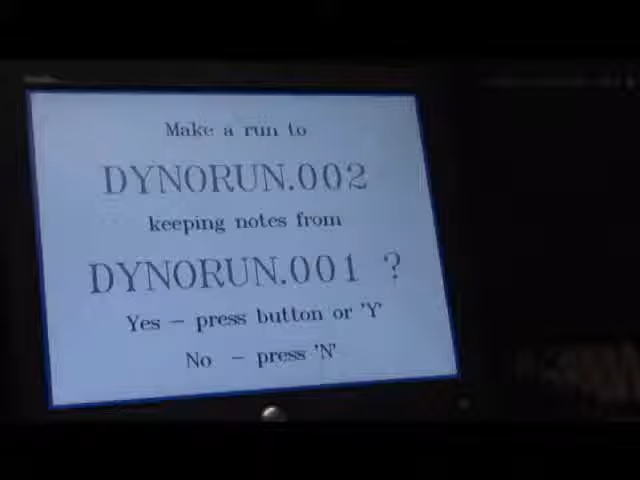 Make a run to
DYNORUN.002
keeping notes from
DYNORUN.001 ?
Yes – press button or 'Y'
No – press 'N'